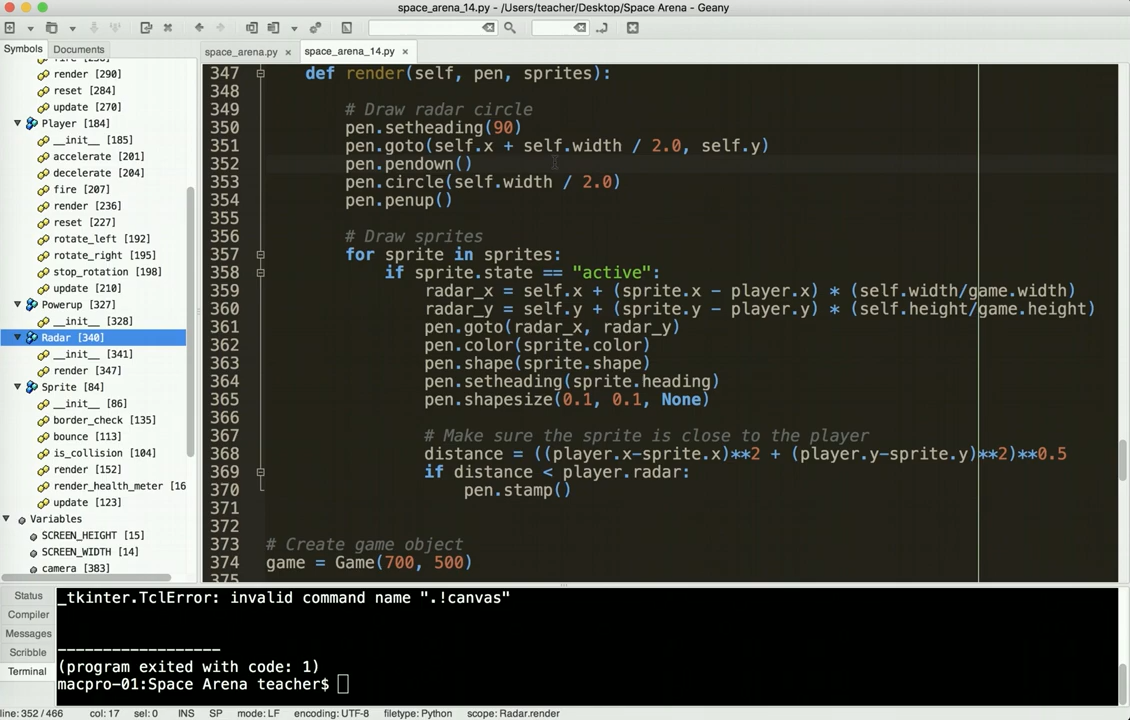 space_arena_14.py - /Users/teacher/Desktop/Space Arena - Geany
Symbols Documents
space_arena.py × space_arena_14.py ×
render [290]
reset [284]
update [270]
Player [184]
__init__ [185]
accelerate [201]
decelerate [204]
fire [207]
render [236]
reset [227]
rotate_left [192]
rotate_right [195]
stop_rotation [198]
update [210]
Powerup [327]
__init__ [328]
Radar [340]
__init__ [341]
render [347]
Sprite [84]
__init__ [86]
border_check [135]
bounce [113]
is_collision [104]
render [152]
render_health_meter [16
update [123]
Variables
SCREEN_HEIGHT [15]
SCREEN_WIDTH [14]
camera [383]
347 def render(self, pen, sprites):
348
349 # Draw radar circle
350 pen.setheading(90)
351 pen.goto(self.x + self.width / 2.0, self.y)
352 pen.pendown()
353 pen.circle(self.width / 2.0)
354 pen.penup()
355
356 # Draw sprites
357 for sprite in sprites:
358 if sprite.state == "active":
359 radar_x = self.x + (sprite.x - player.x) * (self.width/game.width)
360 radar_y = self.y + (sprite.y - player.y) * (self.height/game.height)
361 pen.goto(radar_x, radar_y)
362 pen.color(sprite.color)
363 pen.shape(sprite.shape)
364 pen.setheading(sprite.heading)
365 pen.shapesize(0.1, 0.1, None)
366
367 # Make sure the sprite is close to the player
368 distance = ((player.x-sprite.x)**2 + (player.y-sprite.y)**2)**0.5
369 if distance < player.radar:
370 pen.stamp()
371
372
373 # Create game object
374 game = Game(700, 500)
375
Status
Compiler
Messages
Scribble
Terminal
_tkinter.TclError: invalid command name ".!canvas"
------------------
(program exited with code: 1)
macpro-01:Space Arena teacher$
line: 352 / 466 col: 17 sel: 0 INS SP mode: LF encoding: UTF-8 filetype: Python scope: Radar.render